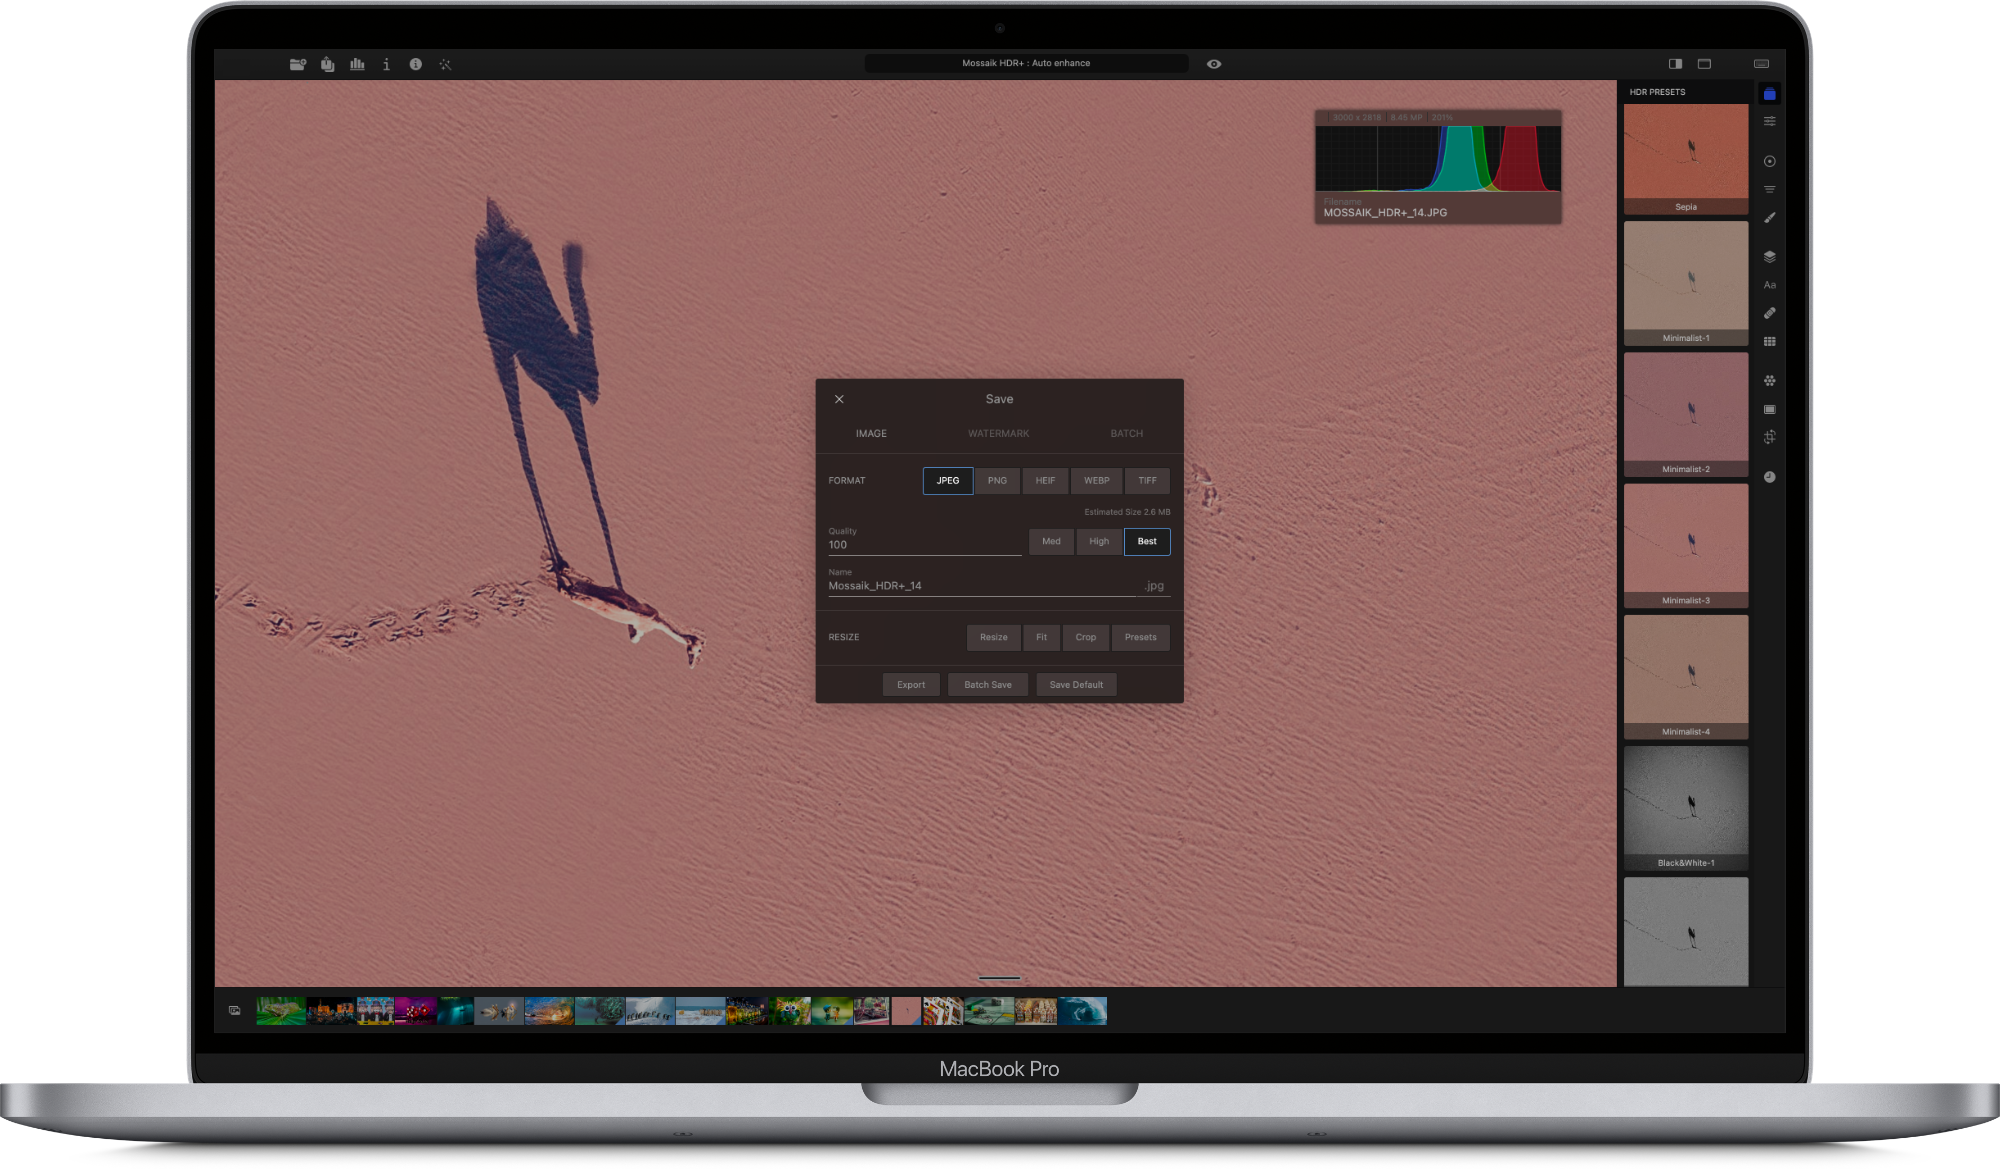 Mossaik HDR+ : Auto enhance
HDR PRESETS
3000 x 2818 8.45 MP 201%
Filename
MOSSAIK_HDR+_14.JPG
Sepia
Minimalist-1
Minimalist-2
Minimalist-3
Minimalist-4
Black&White-1
Aa
Save
IMAGE WATERMARK BATCH
FORMAT JPEG PNG HEIF WEBP TIFF
Estimated Size 2.6 MB
Quality
100 Med High Best
Name
Mossaik_HDR+_14 .jpg
RESIZE Resize Fit Crop Presets
Export Batch Save Save Default
MacBook Pro